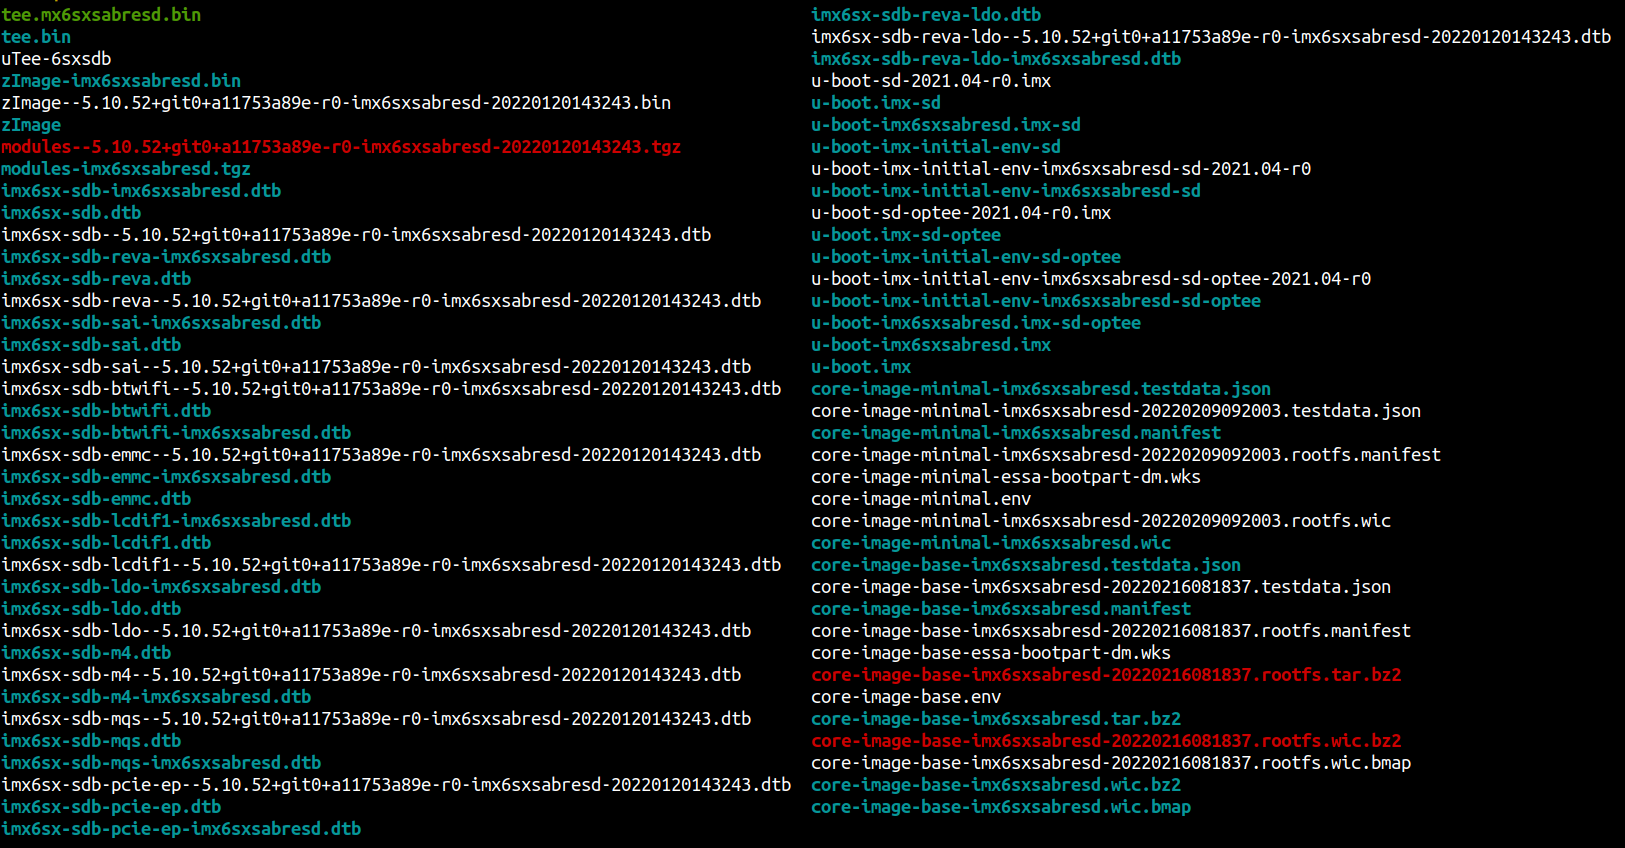 tee.mx6sxsabresd.bin
tee.bin
uTee-6sxsdb
zImage-imx6sxsabresd.bin
zImage--5.10.52+git0+a11753a89e-r0-imx6sxsabresd-20220120143243.bin
zImage
modules--5.10.52+git0+a11753a89e-r0-imx6sxsabresd-20220120143243.tgz
modules-imx6sxsabresd.tgz
imx6sx-sdb-imx6sxsabresd.dtb
imx6sx-sdb.dtb
imx6sx-sdb--5.10.52+git0+a11753a89e-r0-imx6sxsabresd-20220120143243.dtb
imx6sx-sdb-reva-imx6sxsabresd.dtb
imx6sx-sdb-reva.dtb
imx6sx-sdb-reva--5.10.52+git0+a11753a89e-r0-imx6sxsabresd-20220120143243.dtb
imx6sx-sdb-sai-imx6sxsabresd.dtb
imx6sx-sdb-sai.dtb
imx6sx-sdb-sai--5.10.52+git0+a11753a89e-r0-imx6sxsabresd-20220120143243.dtb
imx6sx-sdb-btwifi--5.10.52+git0+a11753a89e-r0-imx6sxsabresd-20220120143243.dtb
imx6sx-sdb-btwifi.dtb
imx6sx-sdb-btwifi-imx6sxsabresd.dtb
imx6sx-sdb-emmc--5.10.52+git0+a11753a89e-r0-imx6sxsabresd-20220120143243.dtb
imx6sx-sdb-emmc-imx6sxsabresd.dtb
imx6sx-sdb-emmc.dtb
imx6sx-sdb-lcdif1-imx6sxsabresd.dtb
imx6sx-sdb-lcdif1.dtb
imx6sx-sdb-lcdif1--5.10.52+git0+a11753a89e-r0-imx6sxsabresd-20220120143243.dtb
imx6sx-sdb-ldo-imx6sxsabresd.dtb
imx6sx-sdb-ldo.dtb
imx6sx-sdb-ldo--5.10.52+git0+a11753a89e-r0-imx6sxsabresd-20220120143243.dtb
imx6sx-sdb-m4.dtb
imx6sx-sdb-m4--5.10.52+git0+a11753a89e-r0-imx6sxsabresd-20220120143243.dtb
imx6sx-sdb-m4-imx6sxsabresd.dtb
imx6sx-sdb-mqs--5.10.52+git0+a11753a89e-r0-imx6sxsabresd-20220120143243.dtb
imx6sx-sdb-mqs.dtb
imx6sx-sdb-mqs-imx6sxsabresd.dtb
imx6sx-sdb-pcie-ep--5.10.52+git0+a11753a89e-r0-imx6sxsabresd-20220120143243.dtb
imx6sx-sdb-pcie-ep.dtb
imx6sx-sdb-pcie-ep-imx6sxsabresd.dtb
imx6sx-sdb-reva-ldo.dtb
imx6sx-sdb-reva-ldo--5.10.52+git0+a11753a89e-r0-imx6sxsabresd-20220120143243.dtb
imx6sx-sdb-reva-ldo-imx6sxsabresd.dtb
u-boot-sd-2021.04-r0.imx
u-boot.imx-sd
u-boot-imx6sxsabresd.imx-sd
u-boot-imx-initial-env-sd
u-boot-imx-initial-env-imx6sxsabresd-sd-2021.04-r0
u-boot-imx-initial-env-imx6sxsabresd-sd
u-boot-sd-optee-2021.04-r0.imx
u-boot.imx-sd-optee
u-boot-imx-initial-env-sd-optee
u-boot-imx-initial-env-imx6sxsabresd-sd-optee-2021.04-r0
u-boot-imx-initial-env-imx6sxsabresd-sd-optee
u-boot-imx6sxsabresd.imx-sd-optee
u-boot-imx6sxsabresd.imx
u-boot.imx
core-image-minimal-imx6sxsabresd.testdata.json
core-image-minimal-imx6sxsabresd-20220209092003.testdata.json
core-image-minimal-imx6sxsabresd.manifest
core-image-minimal-imx6sxsabresd-20220209092003.rootfs.manifest
core-image-minimal-essa-bootpart-dm.wks
core-image-minimal.env
core-image-minimal-imx6sxsabresd-20220209092003.rootfs.wic
core-image-minimal-imx6sxsabresd.wic
core-image-base-imx6sxsabresd.testdata.json
core-image-base-imx6sxsabresd-20220216081837.testdata.json
core-image-base-imx6sxsabresd.manifest
core-image-base-imx6sxsabresd-20220216081837.rootfs.manifest
core-image-base-essa-bootpart-dm.wks
core-image-base-imx6sxsabresd-20220216081837.rootfs.tar.bz2
core-image-base.env
core-image-base-imx6sxsabresd.tar.bz2
core-image-base-imx6sxsabresd-20220216081837.rootfs.wic.bz2
core-image-base-imx6sxsabresd-20220216081837.rootfs.wic.bmap
core-image-base-imx6sxsabresd.wic.bz2
core-image-base-imx6sxsabresd.wic.bmap